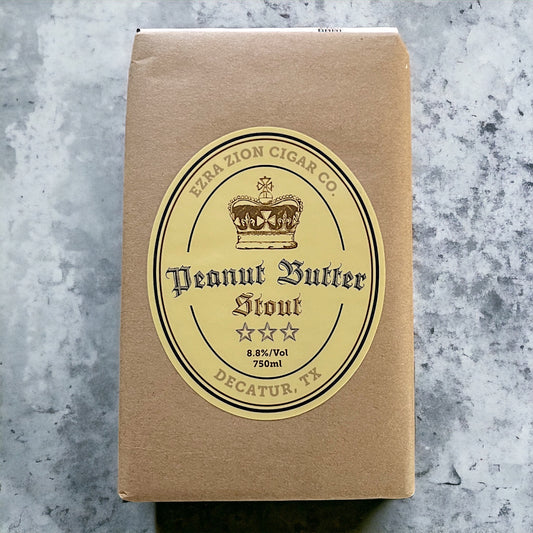 EZRA ZION CIGAR CO.
Peanut Butter
Stout
8.8%/Vol
750ml
DECATUR, TX